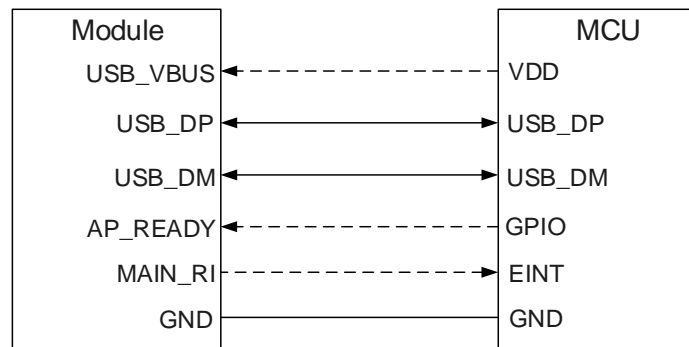 Module MCU
USB_VBUS VDD
USB_DP USB_DP
USB_DM USB_DM
AP_READY GPIO
MAIN_RI EINT
GND GND